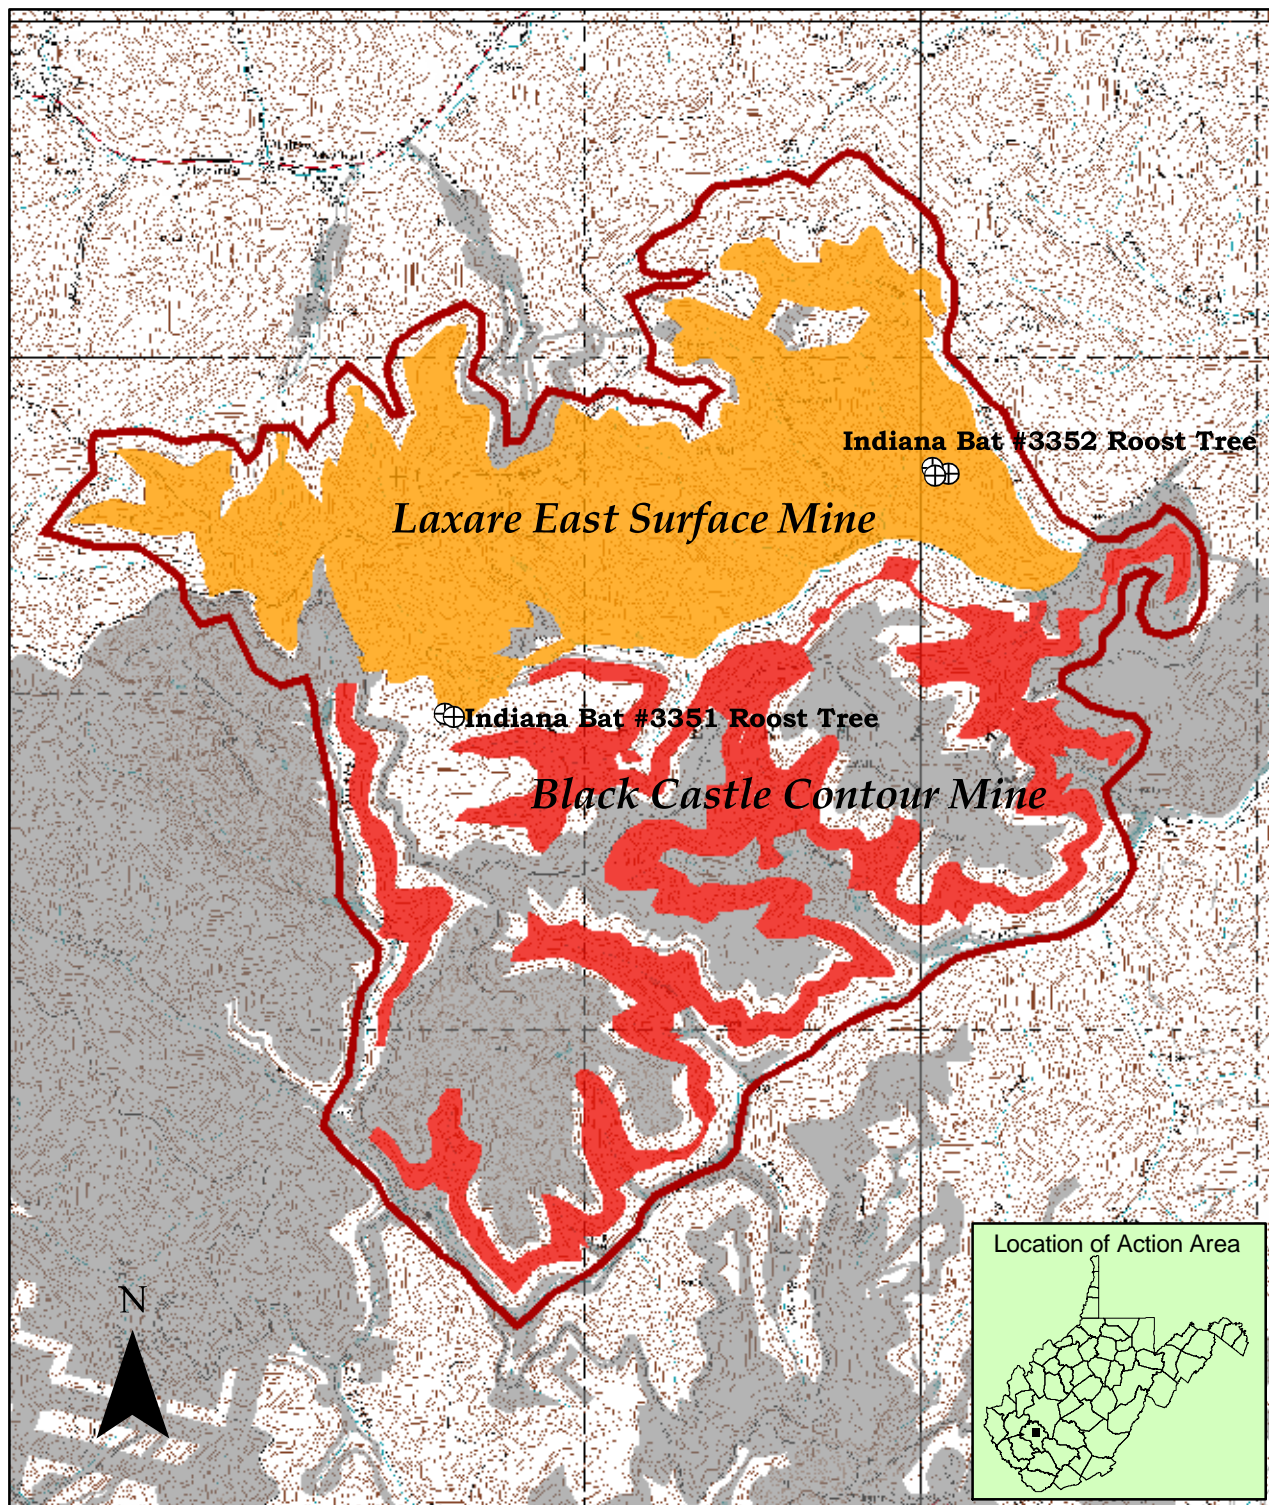 Indiana Bat #3352 Roost Tree
Laxare East Surface Mine
Indiana Bat #3351 Roost Tree
Black Castle Contour Mine
Location of Action Area
N